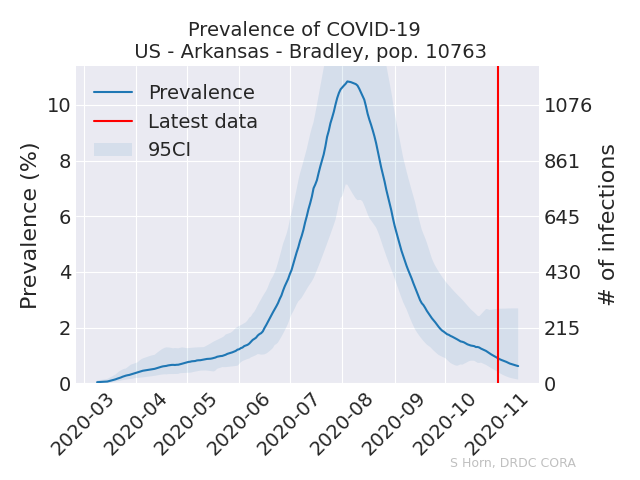 Prevalence of COVID-19
US - Arkansas - Bradley, pop. 10763
Prevalence
Latest data
95CI
Prevalence (%)
10
8
6
4
2
0
1076
861
645
430
215
0
# of infections
2020-03
2020-04
2020-05
2020-06
2020-07
2020-08
2020-09
2020-10
2020-11
S Horn, DRDC CORA